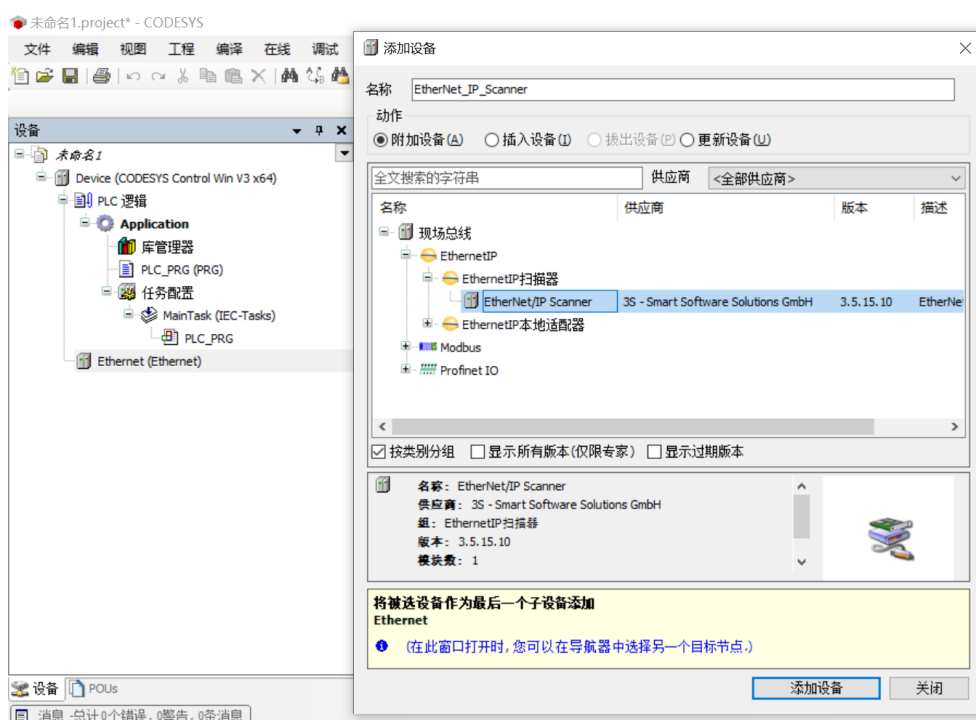 未命名1.project* - CODESYS
文件 编辑 视图 工程 编译 在线 调试
设备
未命名1
Device (CODESYS Control Win V3 x64)
PLC 逻辑
Application
库管理器
PLC_PRG (PRG)
任务配置
MainTask (IEC-Tasks)
PLC_PRG
Ethernet (Ethernet)
设备 POUs
消息 -总计0个错误, 0警告, 0条消息
添加设备
名称 EtherNet_IP_Scanner
动作
附加设备(A) 插入设备(I) 拔出设备(P) 更新设备(U)
全文搜索的字符串 供应商 <全部供应商>
名称 供应商 版本 描述
现场总线
EthernetIP
EthernetIP扫描器
EtherNet/IP Scanner 3S - Smart Software Solutions GmbH 3.5.15.10 EtherNe
EthernetIP本地适配器
Modbus
Profinet IO
按类别分组 显示所有版本(仅限专家) 显示过期版本
名称: EtherNet/IP Scanner
供应商: 3S - Smart Software Solutions GmbH
组: EthernetIP扫描器
版本: 3.5.15.10
模块数: 1
将被选设备作为最后一个子设备添加
Ethernet
(在此窗口打开时, 您可以在导航器中选择另一个目标节点.)
添加设备 关闭